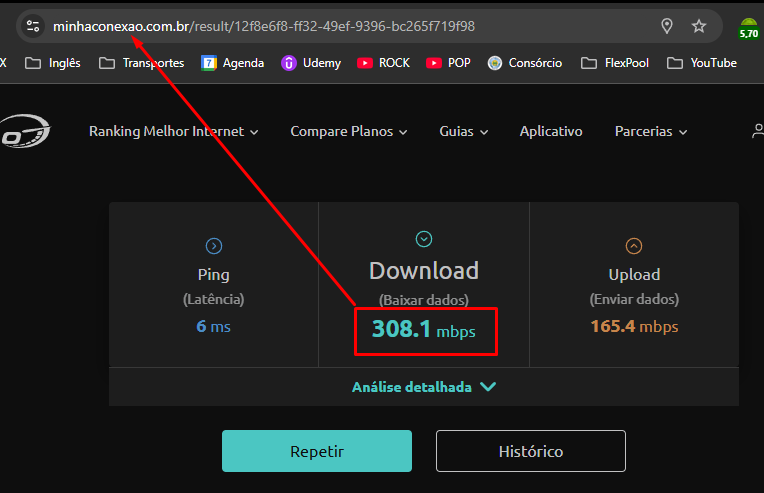 minhaconexao.com.br/result/12f8e6f8-ff32-49ef-9396-bc265f719f98
5,70
X Inglês Transportes 7 Agenda Udemy ROCK POP Consórcio FlexPool YouTube
Ranking Melhor Internet Compare Planos Guias Aplicativo Parcerias
Ping
(Latência)
6 ms
Download
(Baixar dados)
308.1 mbps
Upload
(Enviar dados)
165.4 mbps
Análise detalhada
Repetir Histórico